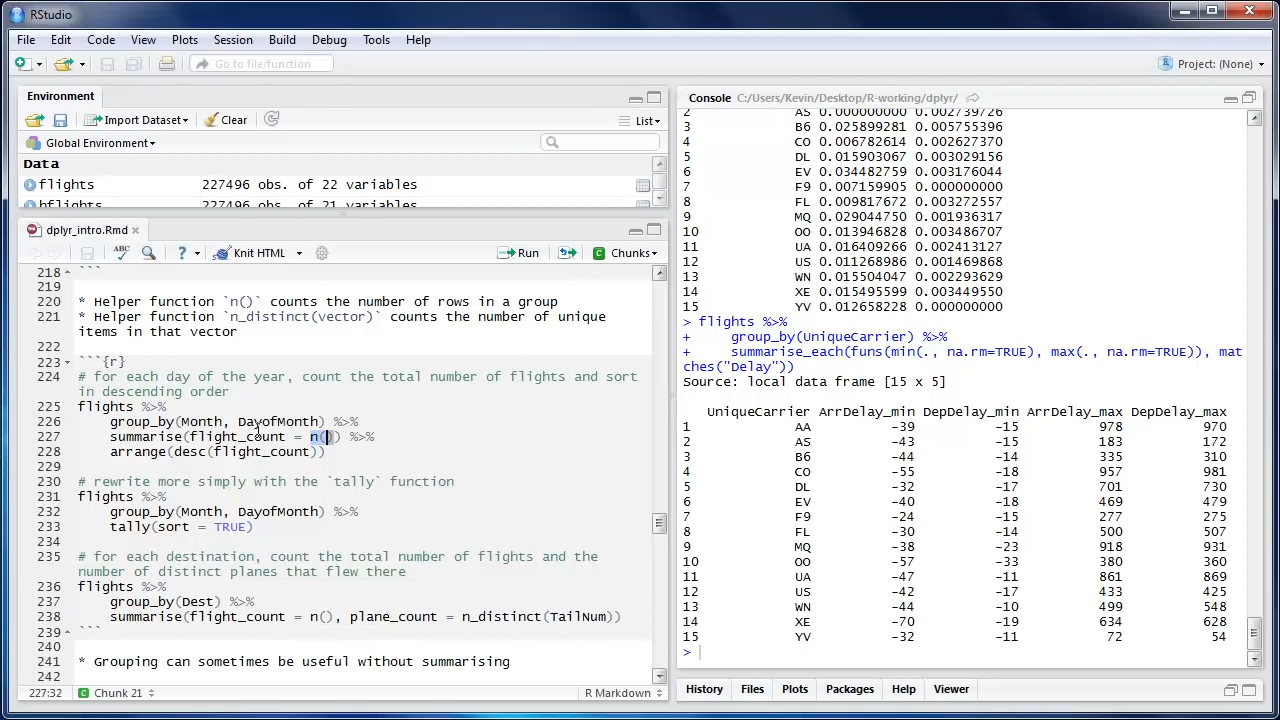 RStudio
File Edit Code View Plots Session Build Debug Tools Help
Go to file/function
Project: (None)
Environment
Import Dataset
Clear
List
Global Environment
Data
flights 227496 obs. of 22 variables
hflights 227496 obs. of 21 variables
dplyr_intro.Rmd
ABC
?
Knit HTML
Run
Chunks
218 ```
219
220 * Helper function `n()` counts the number of rows in a group
221 * Helper function `n_distinct(vector)` counts the number of unique
items in that vector
222
223 ```{r}
224 # for each day of the year, count the total number of flights and sort
in descending order
225 flights %>%
226 group_by(Month, DayofMonth) %>%
227 summarise(flight_count = n()) %>%
228 arrange(desc(flight_count))
229
230 # rewrite more simply with the `tally` function
231 flights %>%
232 group_by(Month, DayofMonth) %>%
233 tally(sort = TRUE)
234
235 # for each destination, count the total number of flights and the
number of distinct planes that flew there
236 flights %>%
237 group_by(Dest) %>%
238 summarise(flight_count = n(), plane_count = n_distinct(TailNum))
239 ```
240
241 * Grouping can sometimes be useful without summarising
242
227:32 Chunk 21 R Markdown
Console C:/Users/Kevin/Desktop/R-working/dplyr/
2 AS 0.000000000 0.002739726
3 B6 0.025899281 0.005755396
4 CO 0.006782614 0.002627370
5 DL 0.015903067 0.003029156
6 EV 0.034482759 0.003176044
7 F9 0.007159905 0.000000000
8 FL 0.009817672 0.003272557
9 MQ 0.029044750 0.001936317
10 OO 0.013946828 0.003486707
11 UA 0.016409266 0.002413127
12 US 0.011268986 0.001469868
13 WN 0.015504047 0.002293629
14 XE 0.015495599 0.003449550
15 YV 0.012658228 0.000000000
> flights %>%
+ group_by(UniqueCarrier) %>%
+ summarise_each(funs(min(., na.rm=TRUE), max(., na.rm=TRUE)), mat
ches("Delay"))
Source: local data frame [15 x 5]
UniqueCarrier ArrDelay_min DepDelay_min ArrDelay_max DepDelay_max
1 AA -39 -15 978 970
2 AS -43 -15 183 172
3 B6 -44 -14 335 310
4 CO -55 -18 957 981
5 DL -32 -17 701 730
6 EV -40 -18 469 479
7 F9 -24 -15 277 275
8 FL -30 -14 500 507
9 MQ -38 -23 918 931
10 OO -57 -33 380 360
11 UA -47 -11 861 869
12 US -42 -17 433 425
13 WN -44 -10 499 548
14 XE -70 -19 634 628
15 YV -32 -11 72 54
>
History Files Plots Packages Help Viewer